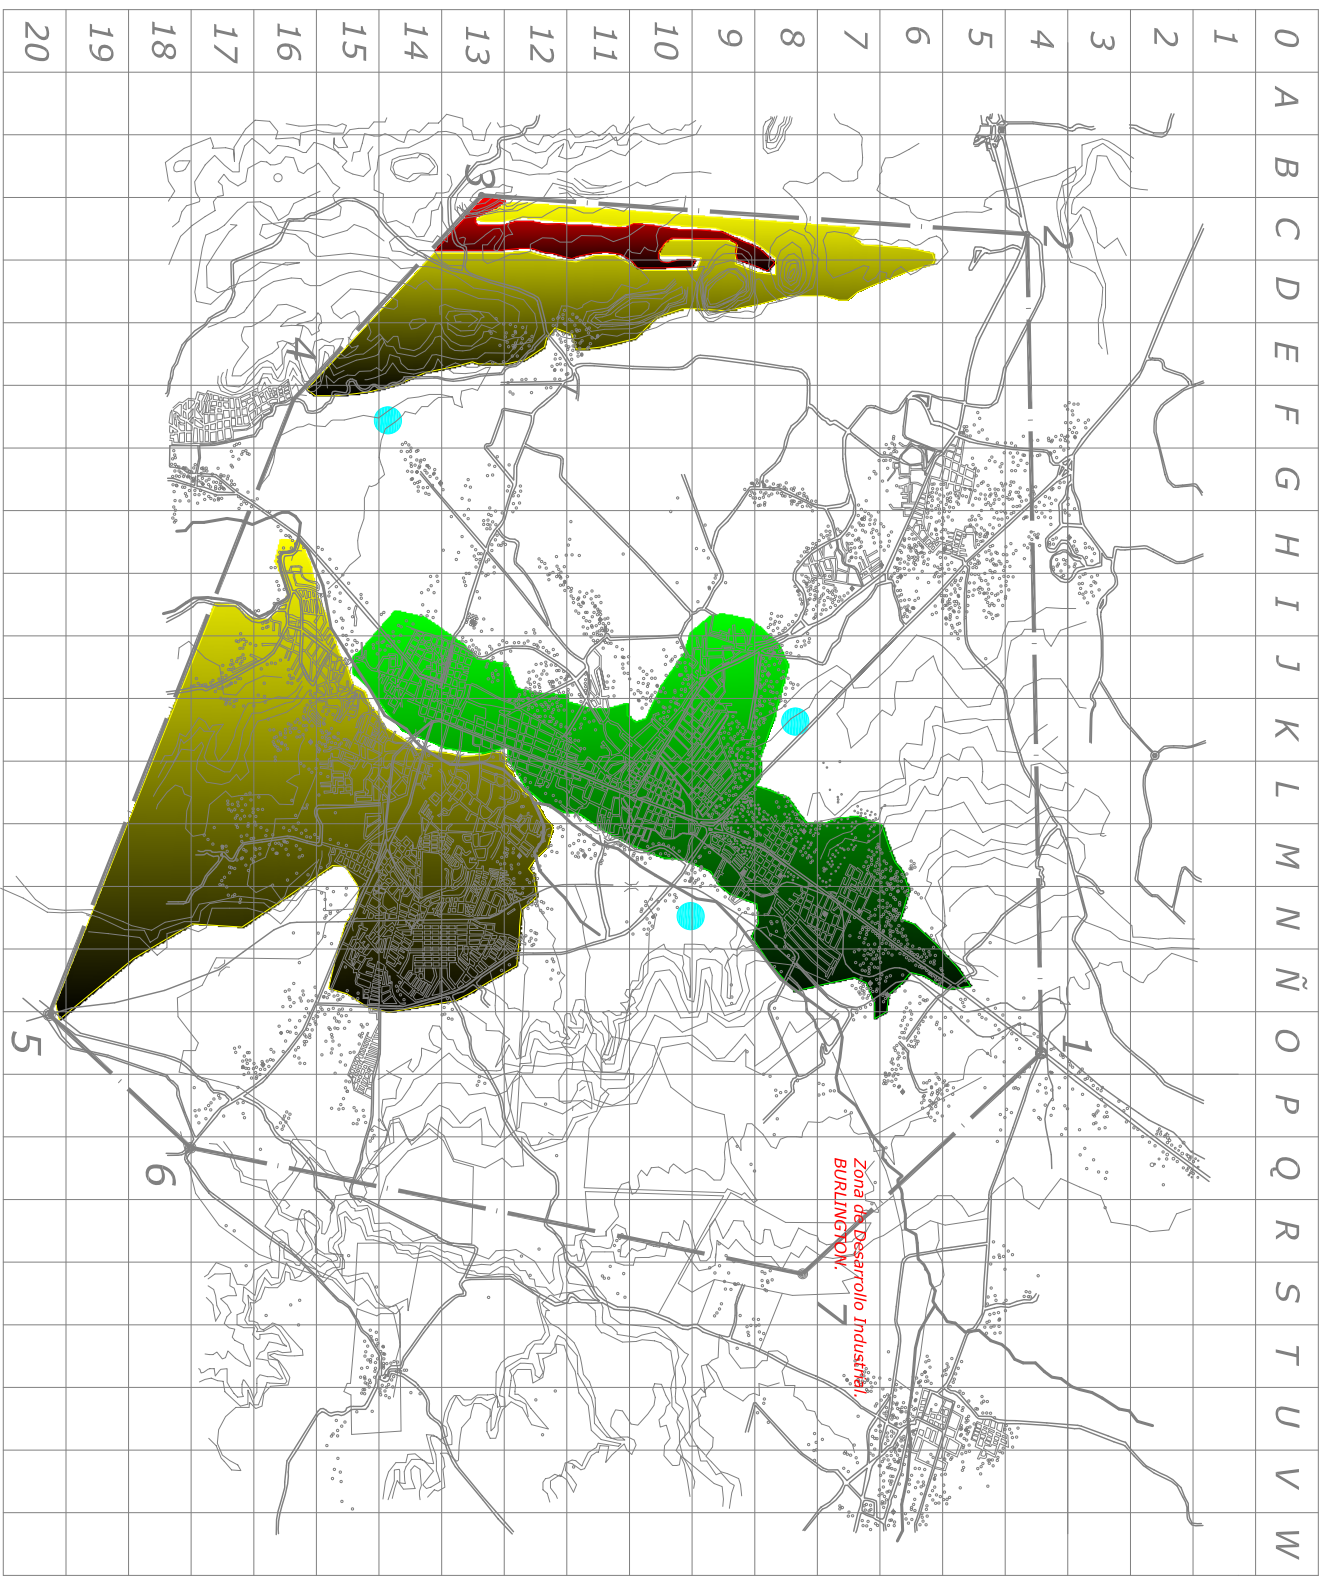 0 1 2 3 4 5 6 7 8 9 10 11 12 13 14 15 16 17 18 19 20
A
B
C
D
E
F
G
H
I
J
K
L
M
N
Ñ
O
P
Q
R
S
T
U
V
W
1
2
3
4
5
6
7
Zona de Desarrollo Industrial.
BURLINGTON.